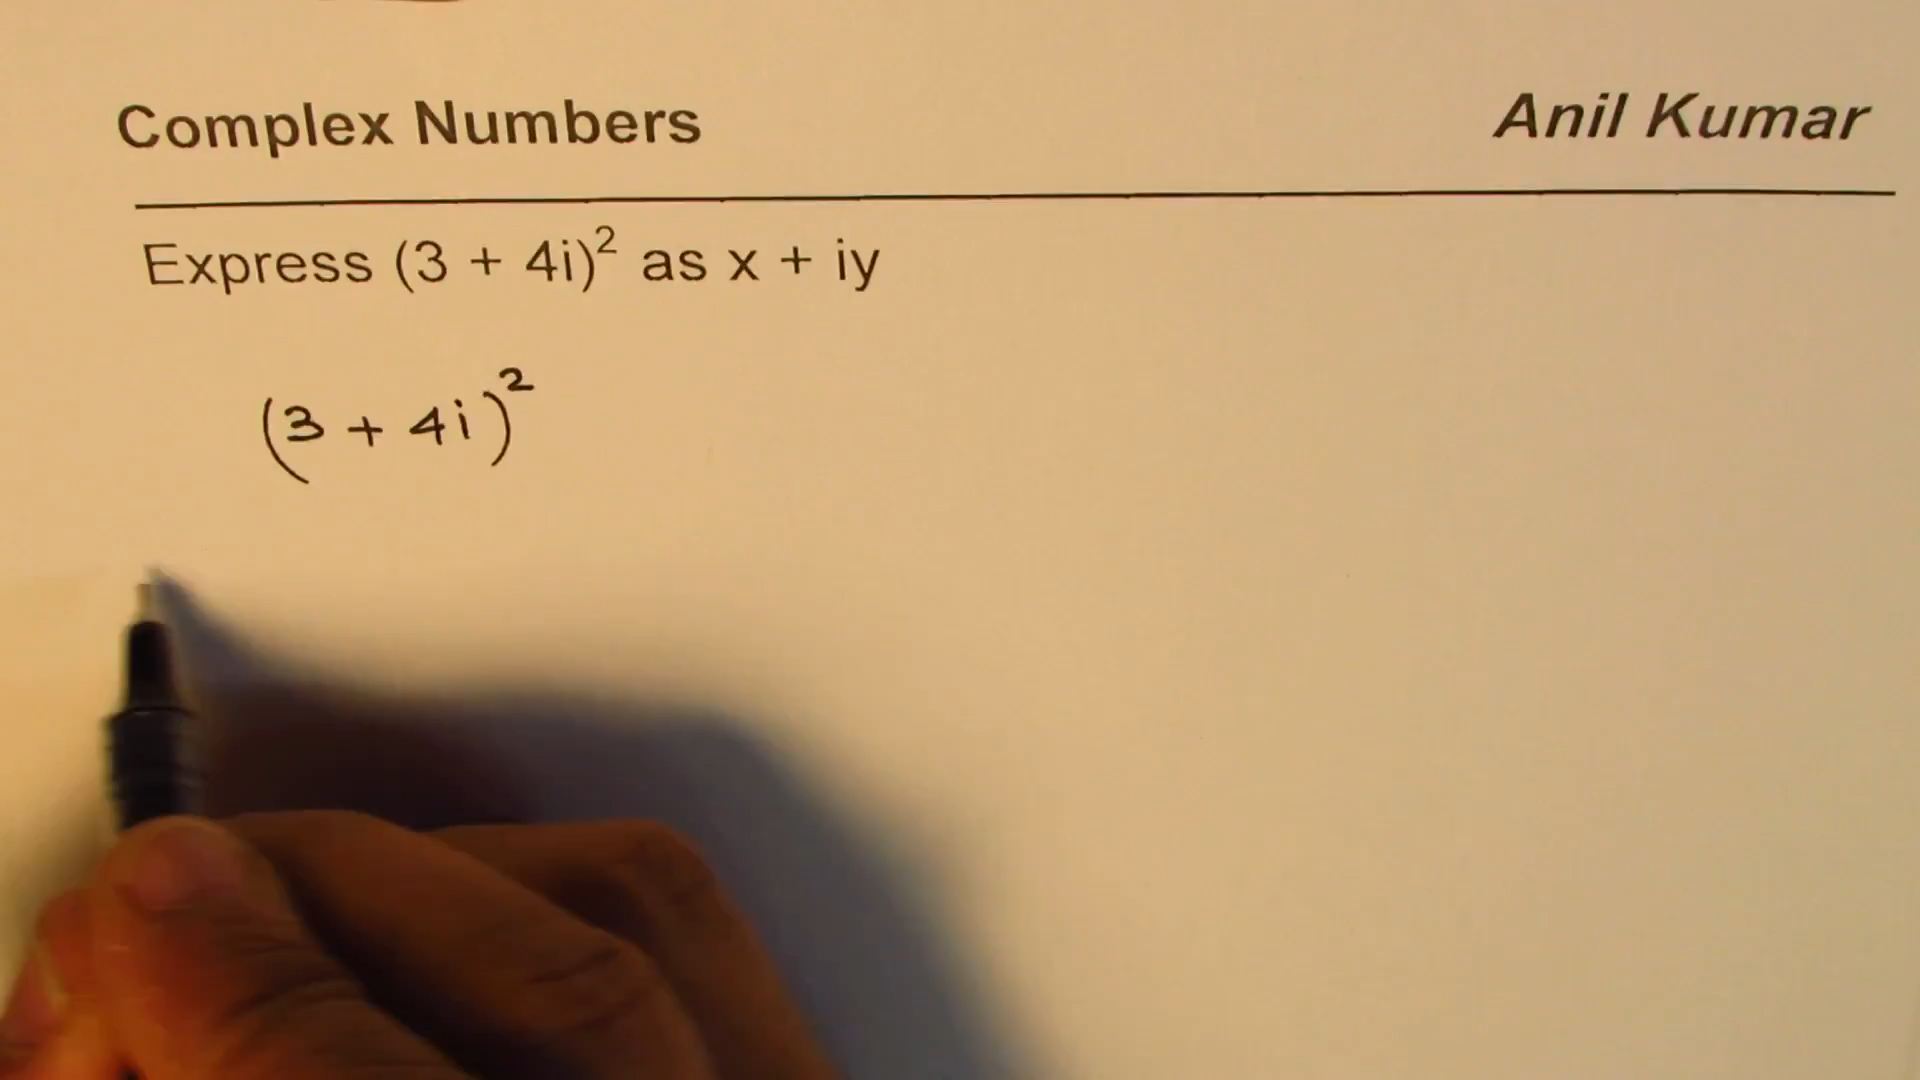 Complex Numbers Anil Kumar
Express (3 + 4i)² as x + iy
(3 + 4i)²